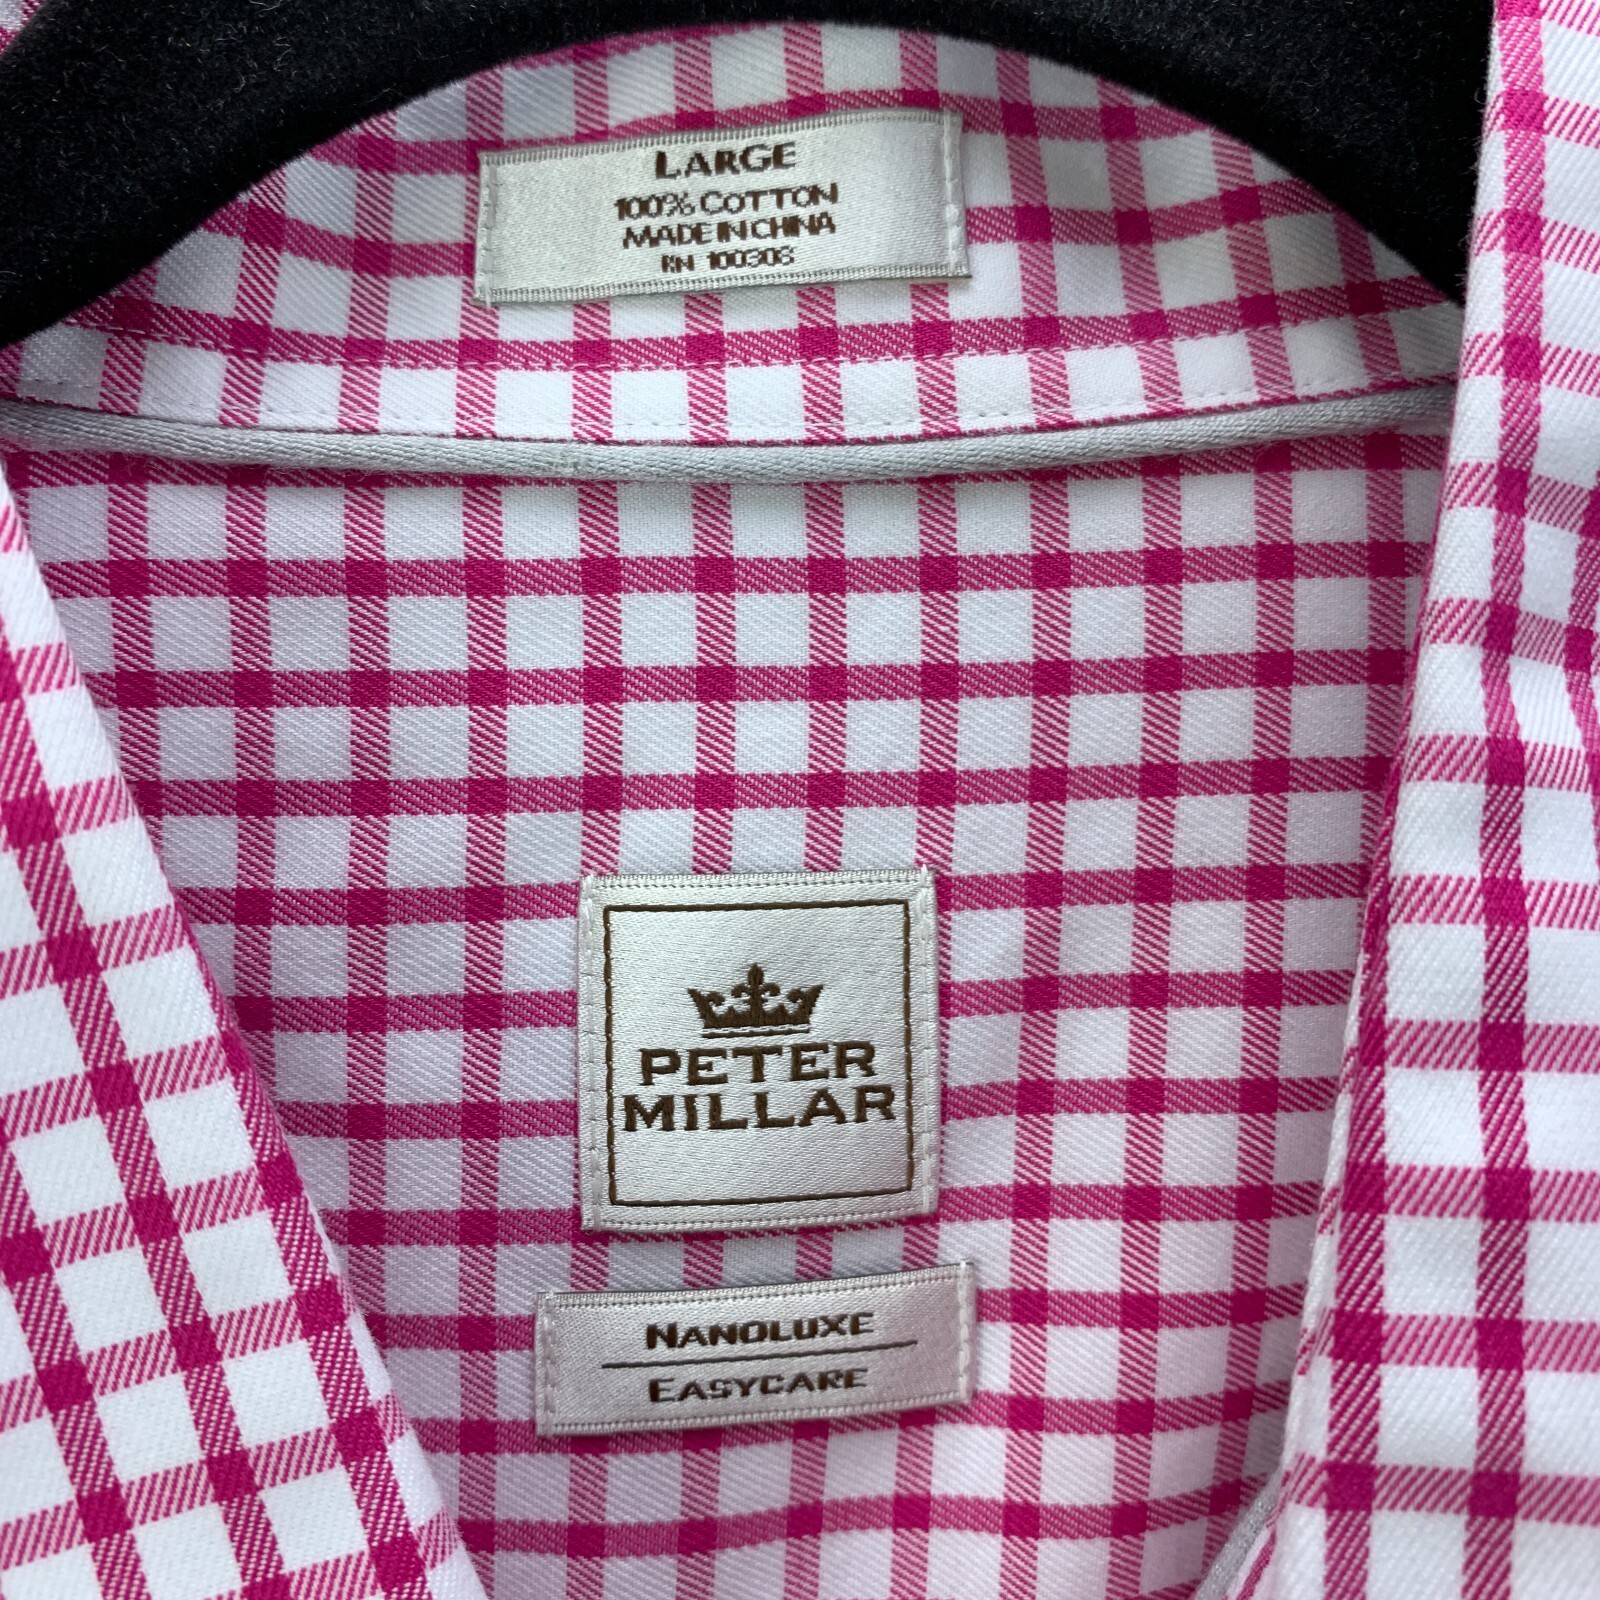 LARGE
100% COTTON
MADE IN CHINA
RN 100308
PETER
MILLAR
NANOLUXE
EASYCARE